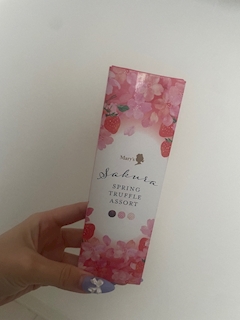 Mary's
Sakura
SPRING
TRUFFLE
ASSORT